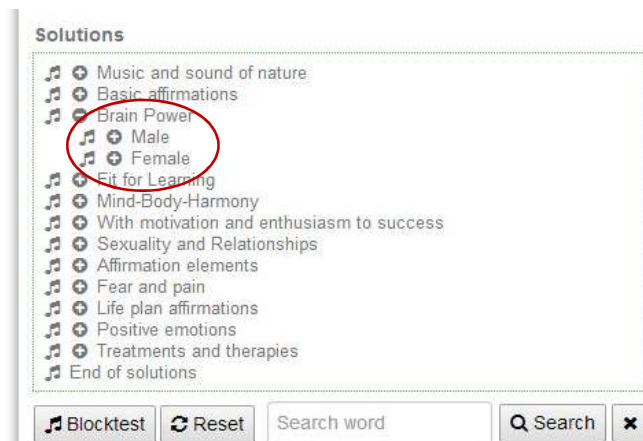 Solutions
Music and sound of nature
Basic affirmations
Brain Power
Male
Female
Fit for Learning
Mind-Body-Harmony
With motivation and enthusiasm to success
Sexuality and Relationships
Affirmation elements
Fear and pain
Life plan affirmations
Positive emotions
Treatments and therapies
End of solutions
Blocktest Reset Search word Search